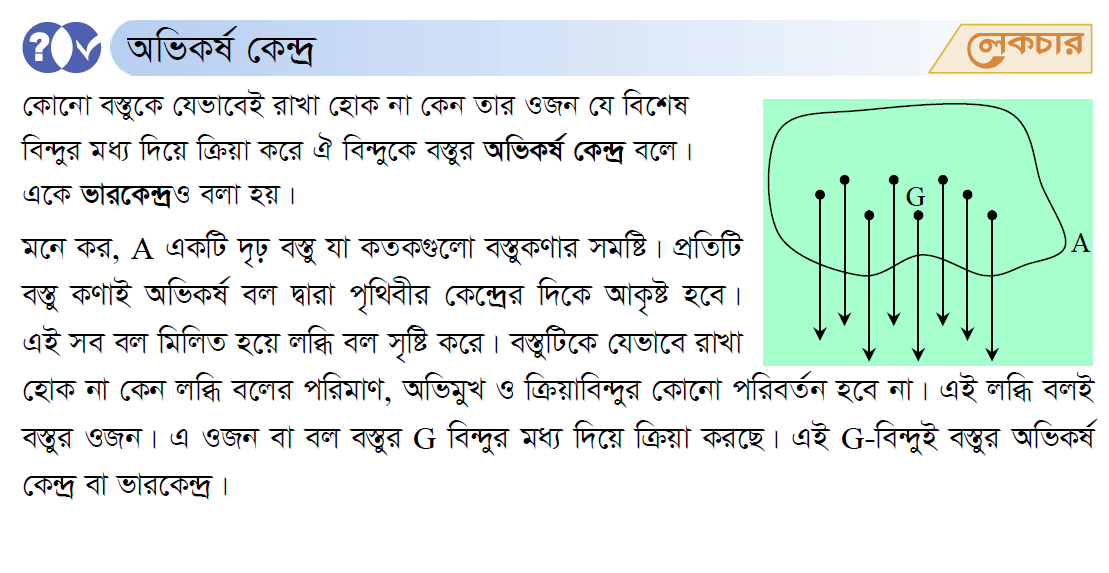 অভিকর্ষ কেন্দ্র
লেকচার
কোনো বস্তুকে যেভাবেই রাখা হোক না কেন তার ওজন যে বিশেষ
বিন্দুর মধ্য দিয়ে ক্রিয়া করে ঐ বিন্দুকে বস্তুর অভিকর্ষ কেন্দ্র বলে।
একে ভারকেন্দ্রও বলা হয়।
মনে কর, A একটি দৃঢ় বস্তু যা কতকগুলো বস্তুকণার সমষ্টি। প্রতিটি
বস্তু কণাই অভিকর্ষ বল দ্বারা পৃথিবীর কেন্দ্রের দিকে আকৃষ্ট হবে।
এই সব বল মিলিত হয়ে লব্ধি বল সৃষ্টি করে। বস্তুটিকে যেভাবে রাখা
হোক না কেন লব্ধি বলের পরিমাণ, অভিমুখ ও ক্রিয়াবিন্দুর কোনো পরিবর্তন হবে না। এই লব্ধি বলই
বস্তুর ওজন। এ ওজন বা বল বস্তুর G বিন্দুর মধ্য দিয়ে ক্রিয়া করছে। এই G-বিন্দুই বস্তুর অভিকর্ষ
কেন্দ্র বা ভারকেন্দ্র।
G
A